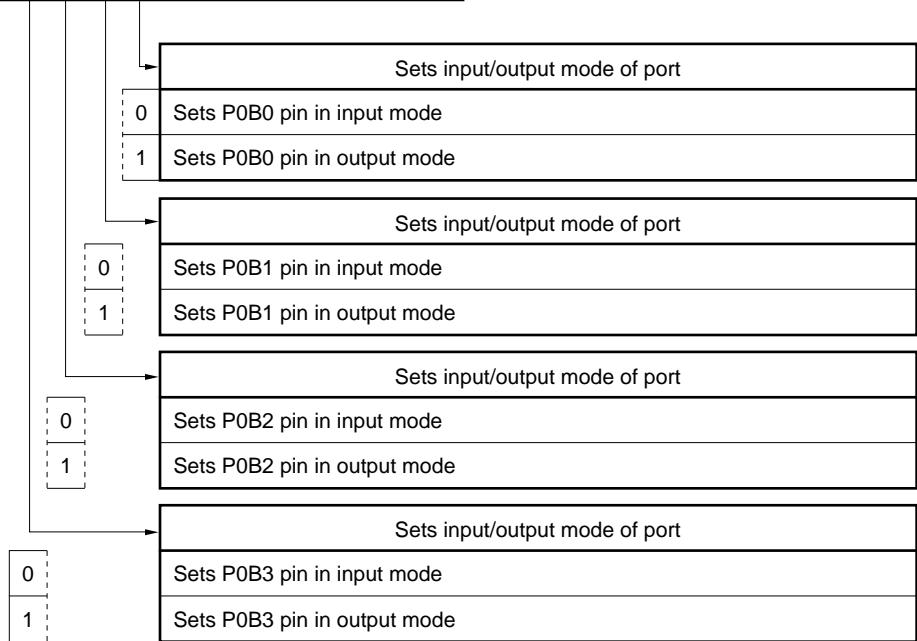 Sets input/output mode of port
0 Sets P0B0 pin in input mode
1 Sets P0B0 pin in output mode
Sets input/output mode of port
0 Sets P0B1 pin in input mode
1 Sets P0B1 pin in output mode
Sets input/output mode of port
0 Sets P0B2 pin in input mode
1 Sets P0B2 pin in output mode
Sets input/output mode of port
0 Sets P0B3 pin in input mode
1 Sets P0B3 pin in output mode